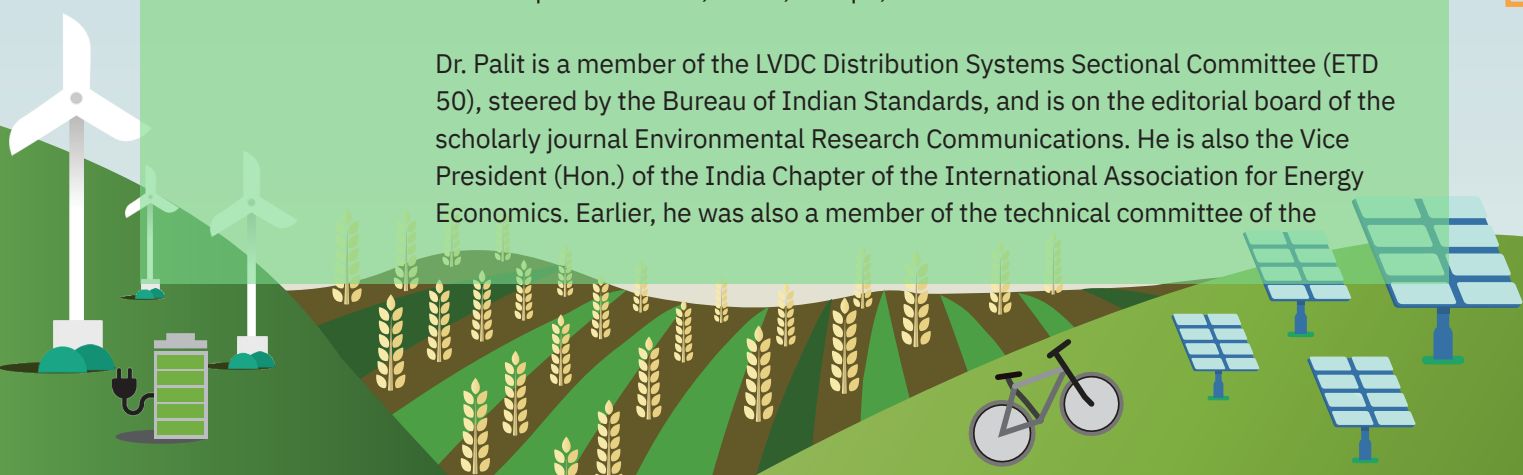 Dr. Palit is a member of the LVDC Distribution Systems Sectional Committee (ETD
50), steered by the Bureau of Indian Standards, and is on the editorial board of the
scholarly journal Environmental Research Communications. He is also the Vice
President (Hon.) of the India Chapter of the International Association for Energy
Economics. Earlier, he was also a member of the technical committee of the